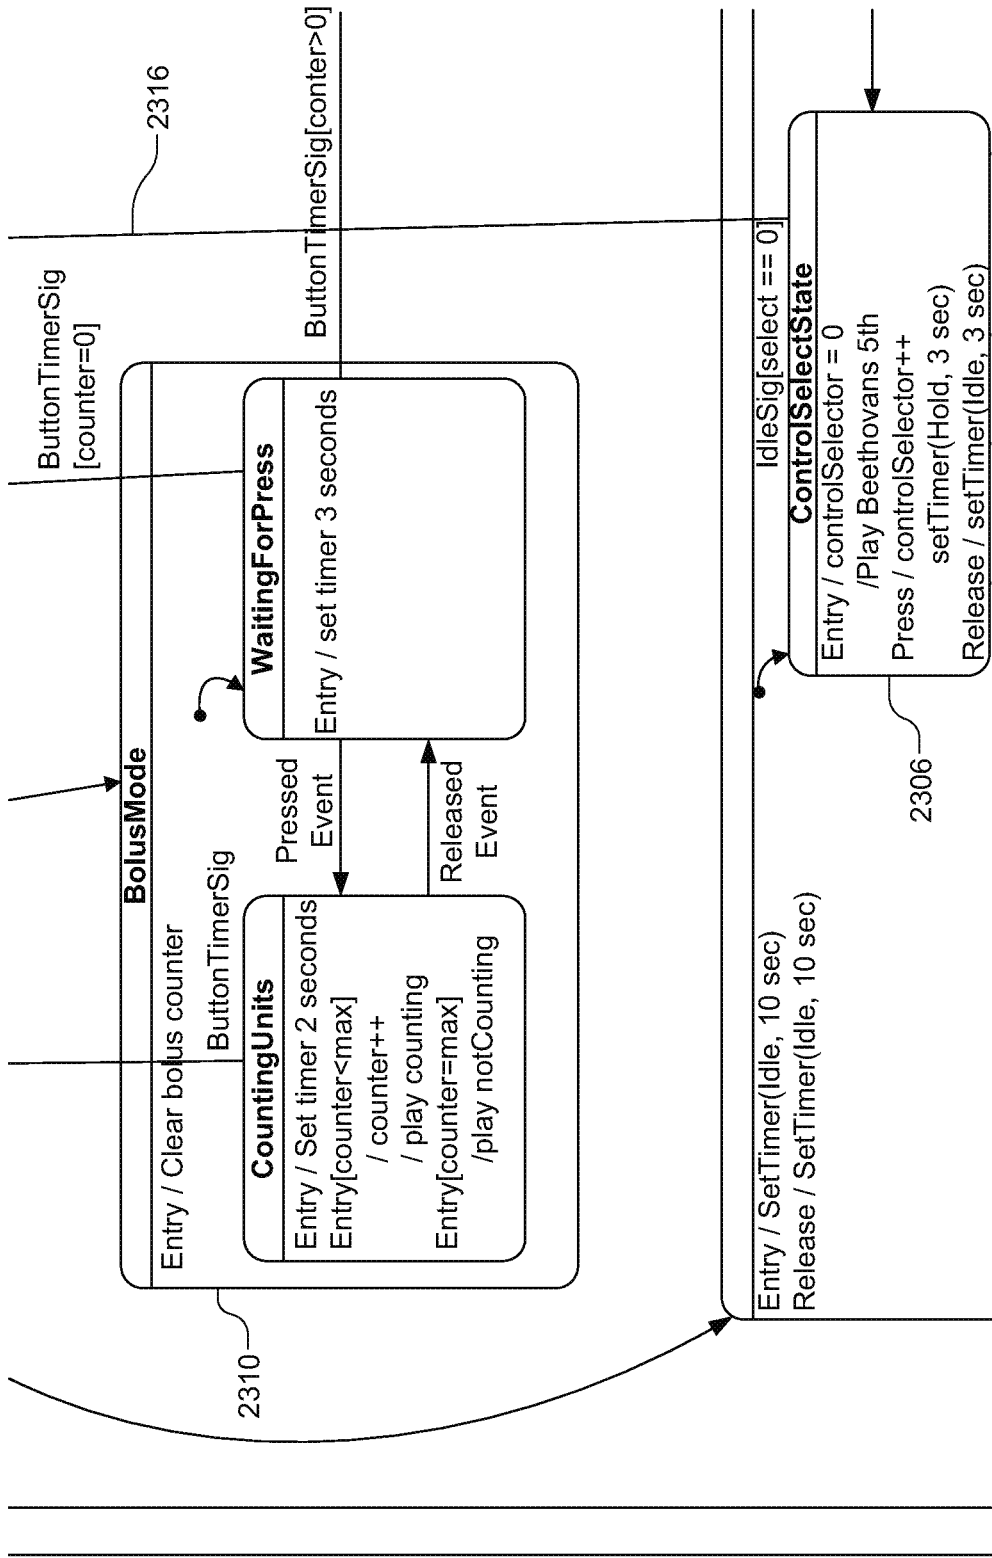 2316
ButtonTimerSig
[counter=0]
ButtonTimerSig[conter>0]
BolusMode
Entry / Clear bolus counter
ButtonTimerSig
WaitingForPress
Entry / set timer 3 seconds
Pressed
Event
Released
Event
CountingUnits
Entry / Set timer 2 seconds
Entry[counter<max]
/ counter++
/ play counting
Entry[counter=max]
/play notCounting
2310
IdleSig[select == 0]
Entry / SetTimer(Idle, 10 sec)
Release / SetTimer(Idle, 10 sec)
ControlSelectState
Entry / controlSelector = 0
/Play Beethovans 5th
Press / controlSelector++
setTimer(Hold, 3 sec)
Release / setTimer(Idle, 3 sec)
2306